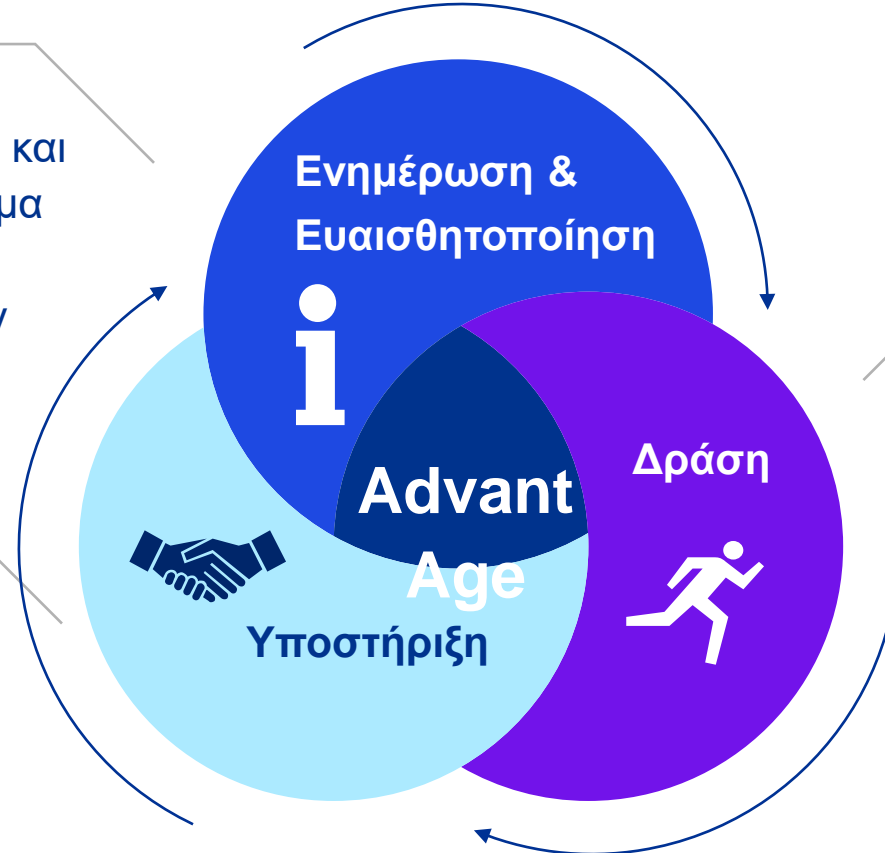 και
μα
Ενημέρωση &
Ευαισθητοποίηση
Δράση
Advant
Age
Υποστήριξη